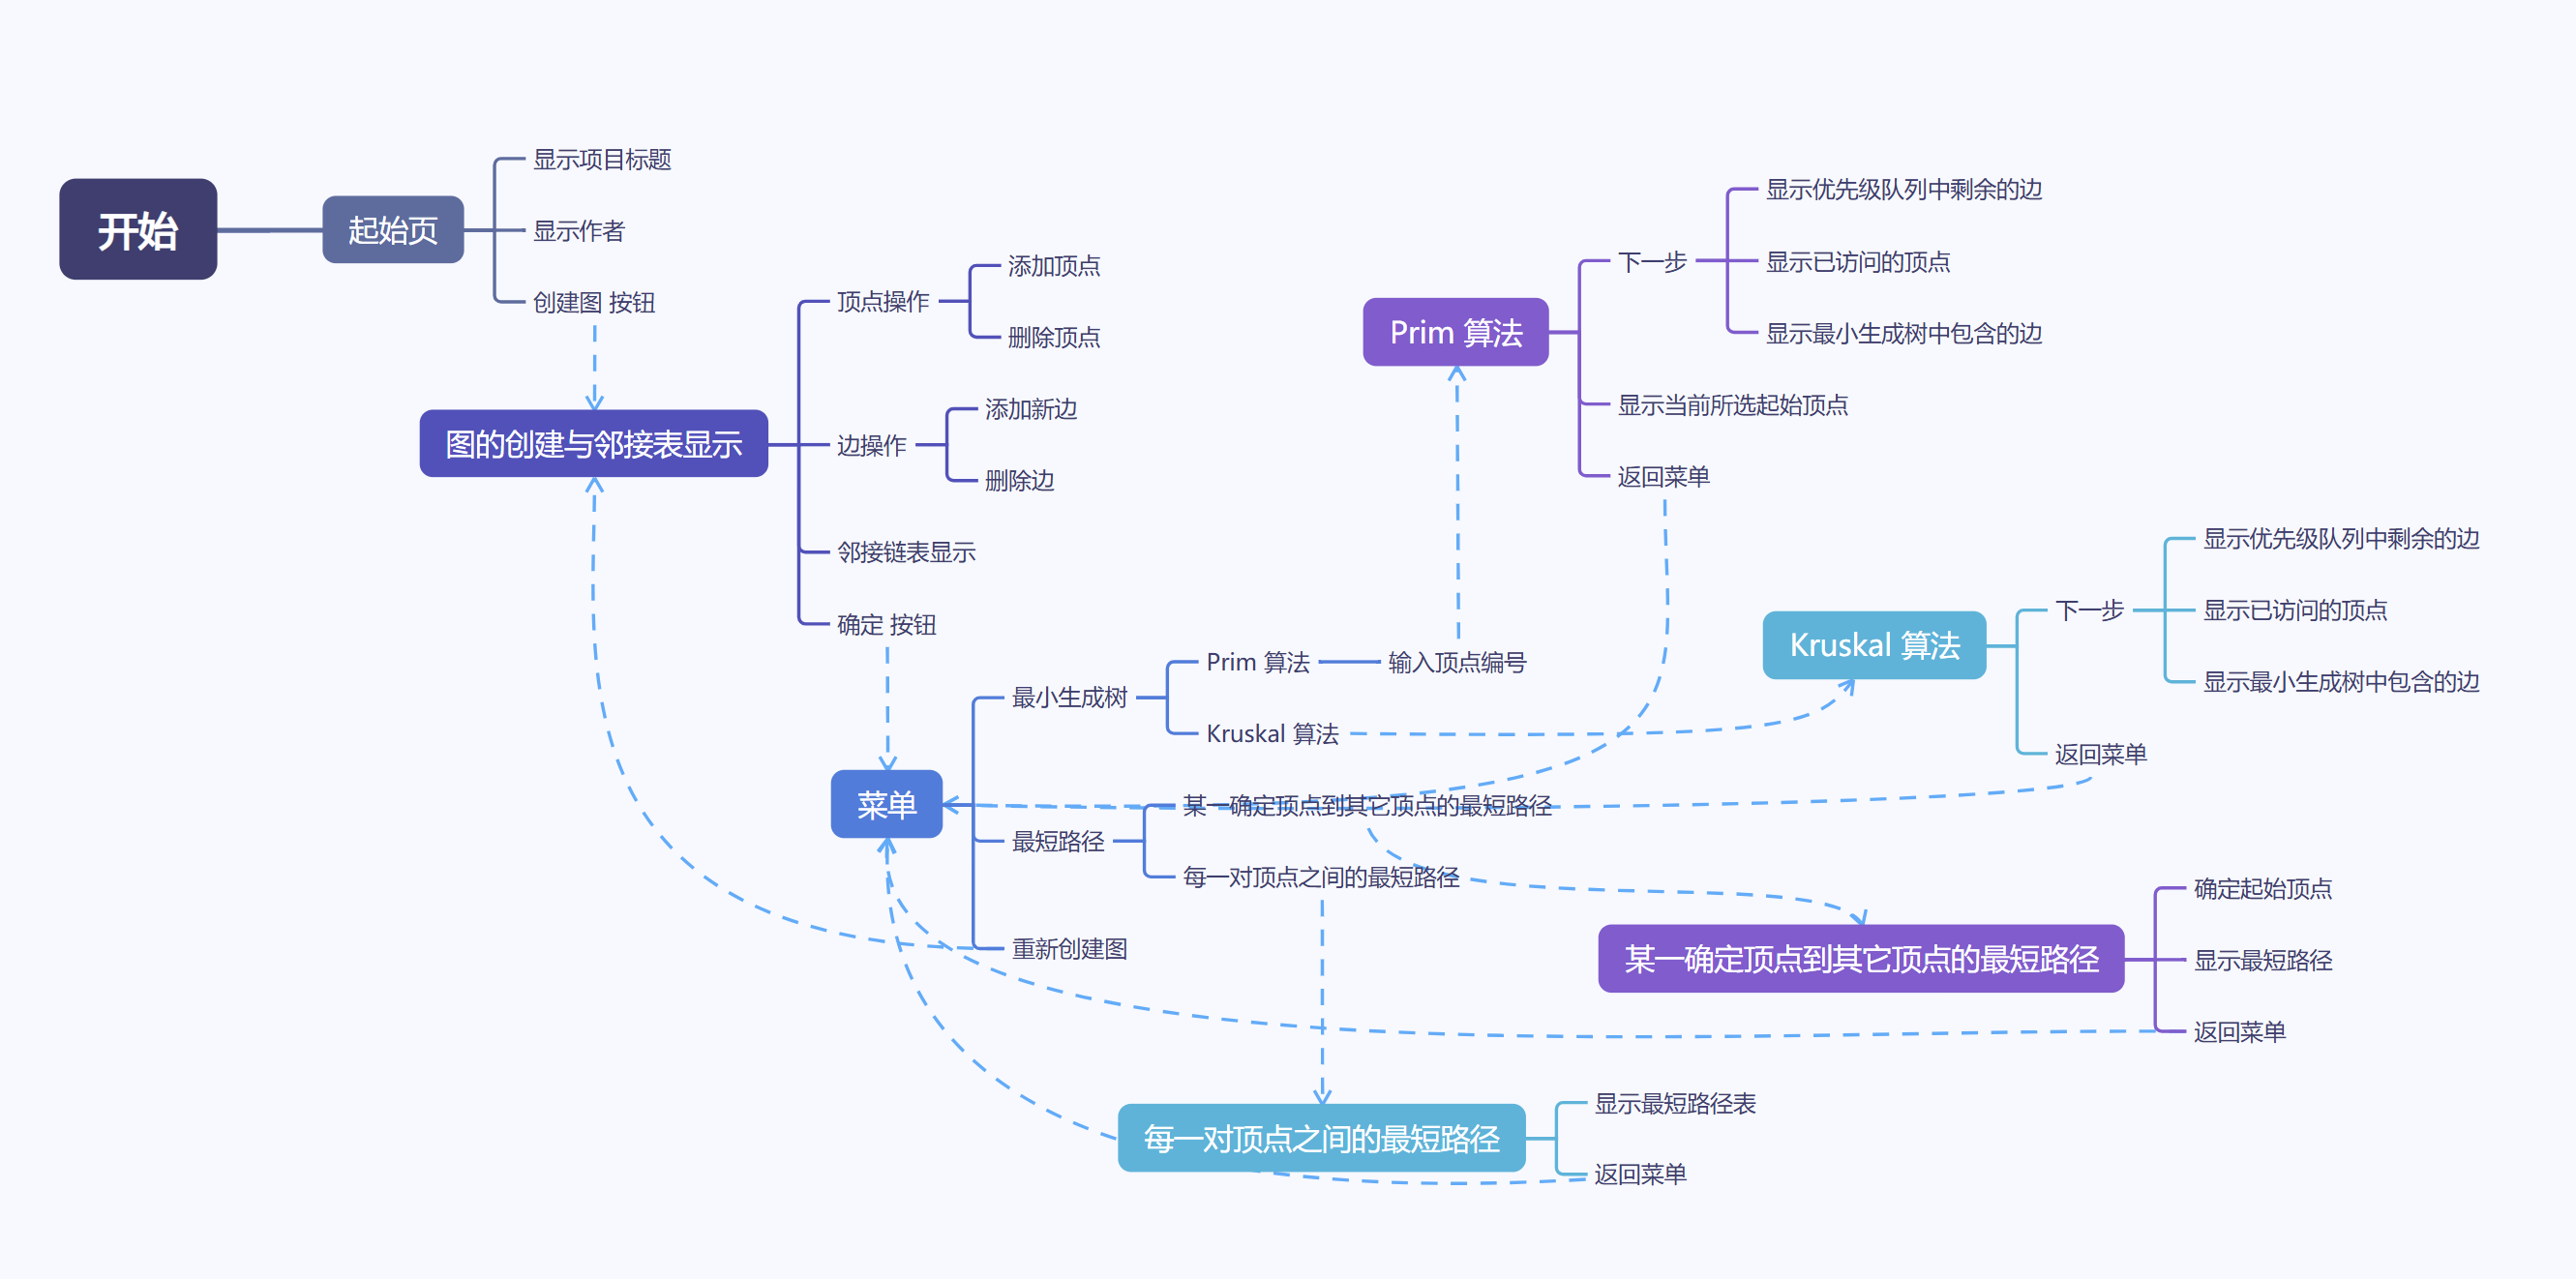 开始
起始页
显示项目标题
显示作者
创建图 按钮
图的创建与邻接表显示
顶点操作
添加顶点
删除顶点
边操作
添加新边
删除边
邻接链表显示
确定 按钮
菜单
最小生成树
Prim 算法
输入顶点编号
Kruskal 算法
最短路径
某一确定顶点到其它顶点的最短路径
每一对顶点之间的最短路径
重新创建图
Prim 算法
下一步
显示优先级队列中剩余的边
显示已访问的顶点
显示最小生成树中包含的边
显示当前所选起始顶点
返回菜单
Kruskal 算法
下一步
显示优先级队列中剩余的边
显示已访问的顶点
显示最小生成树中包含的边
返回菜单
某一确定顶点到其它顶点的最短路径
确定起始顶点
显示最短路径
返回菜单
每一对顶点之间的最短路径
显示最短路径表
返回菜单